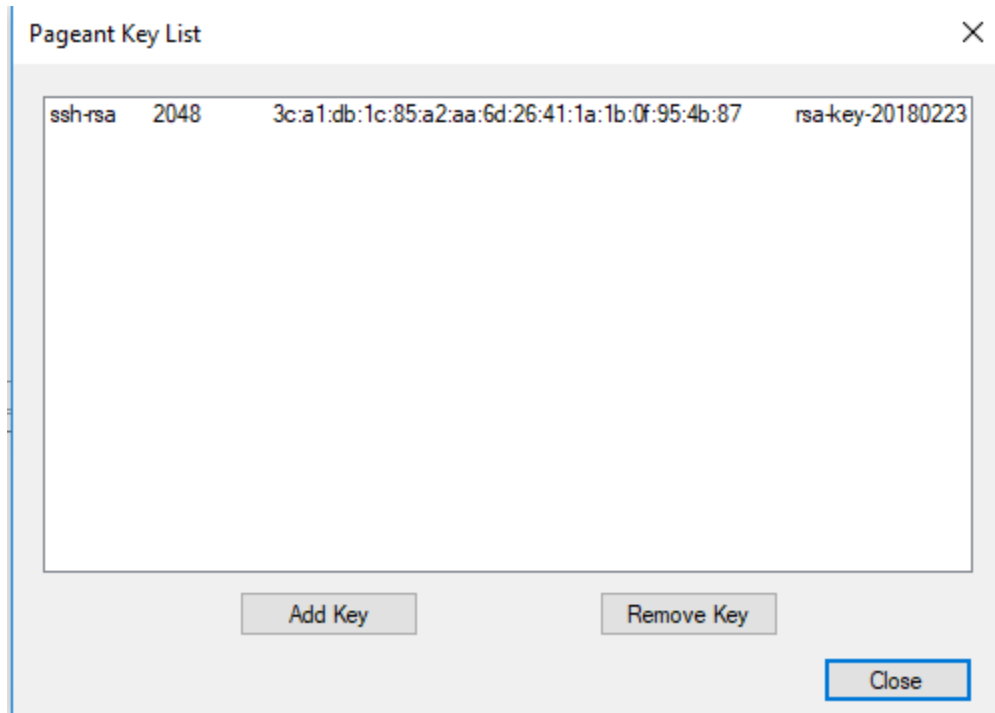 Pageant Key List
ssh-rsa 2048 3c:a1:db:1c:85:a2:aa:6d:26:41:1a:1b:0f:95:4b:87 rsa-key-20180223
Add Key Remove Key
Close